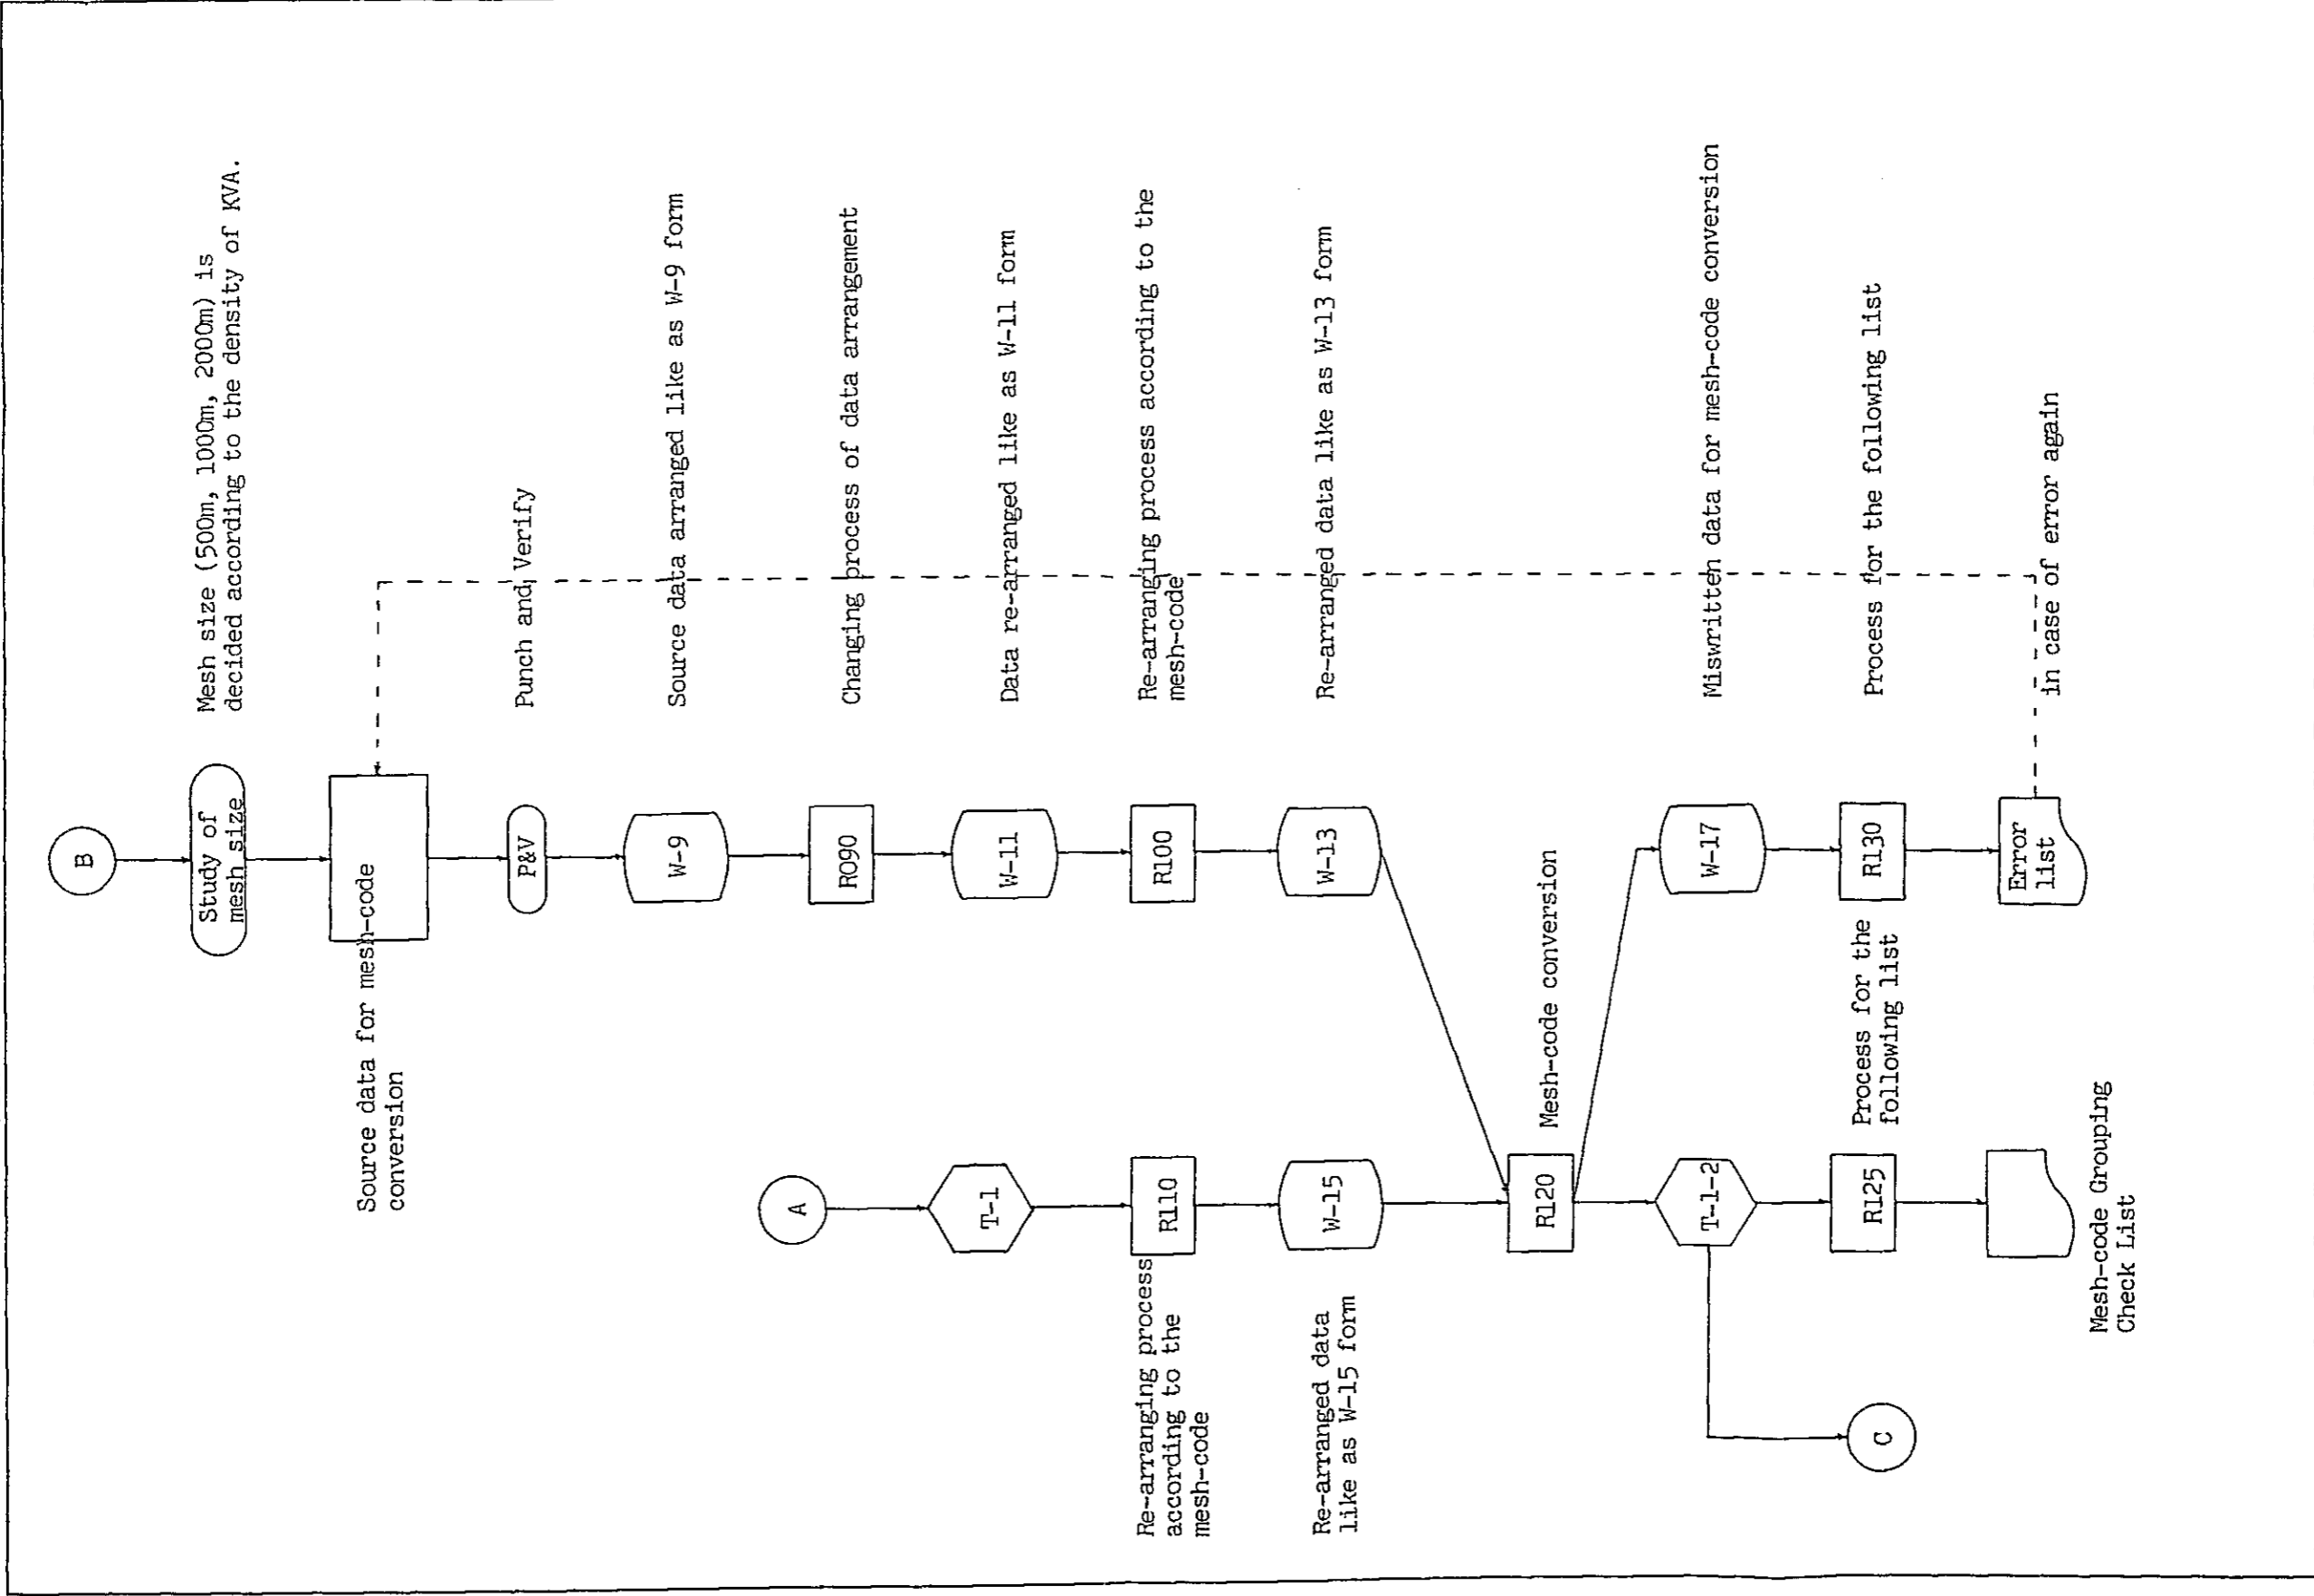 B
Study of
mesh size
Mesh size (500m, 1000m, 2000m) is
decided according to the density of KVA.
Source data for mesh-code
conversion
P&V
Punch and Verify
W-9
Source data arranged like as W-9 form
R090
Changing process of data arrangement
W-11
Data re-arranged like as W-11 form
R100
Re-arranging process according to the
mesh-code
W-13
Re-arranged data like as W-13 form
A
T-1
R110
Re-arranging process
according to the
mesh-code
W-15
Re-arranged data
like as W-15 form
R120
Mesh-code conversion
W-17
Miswritten data for mesh-code conversion
R130
Process for the following list
Error
list
in case of error again
T-1-2
R125
Process for the
following list
Mesh-code Grouping
Check List
C